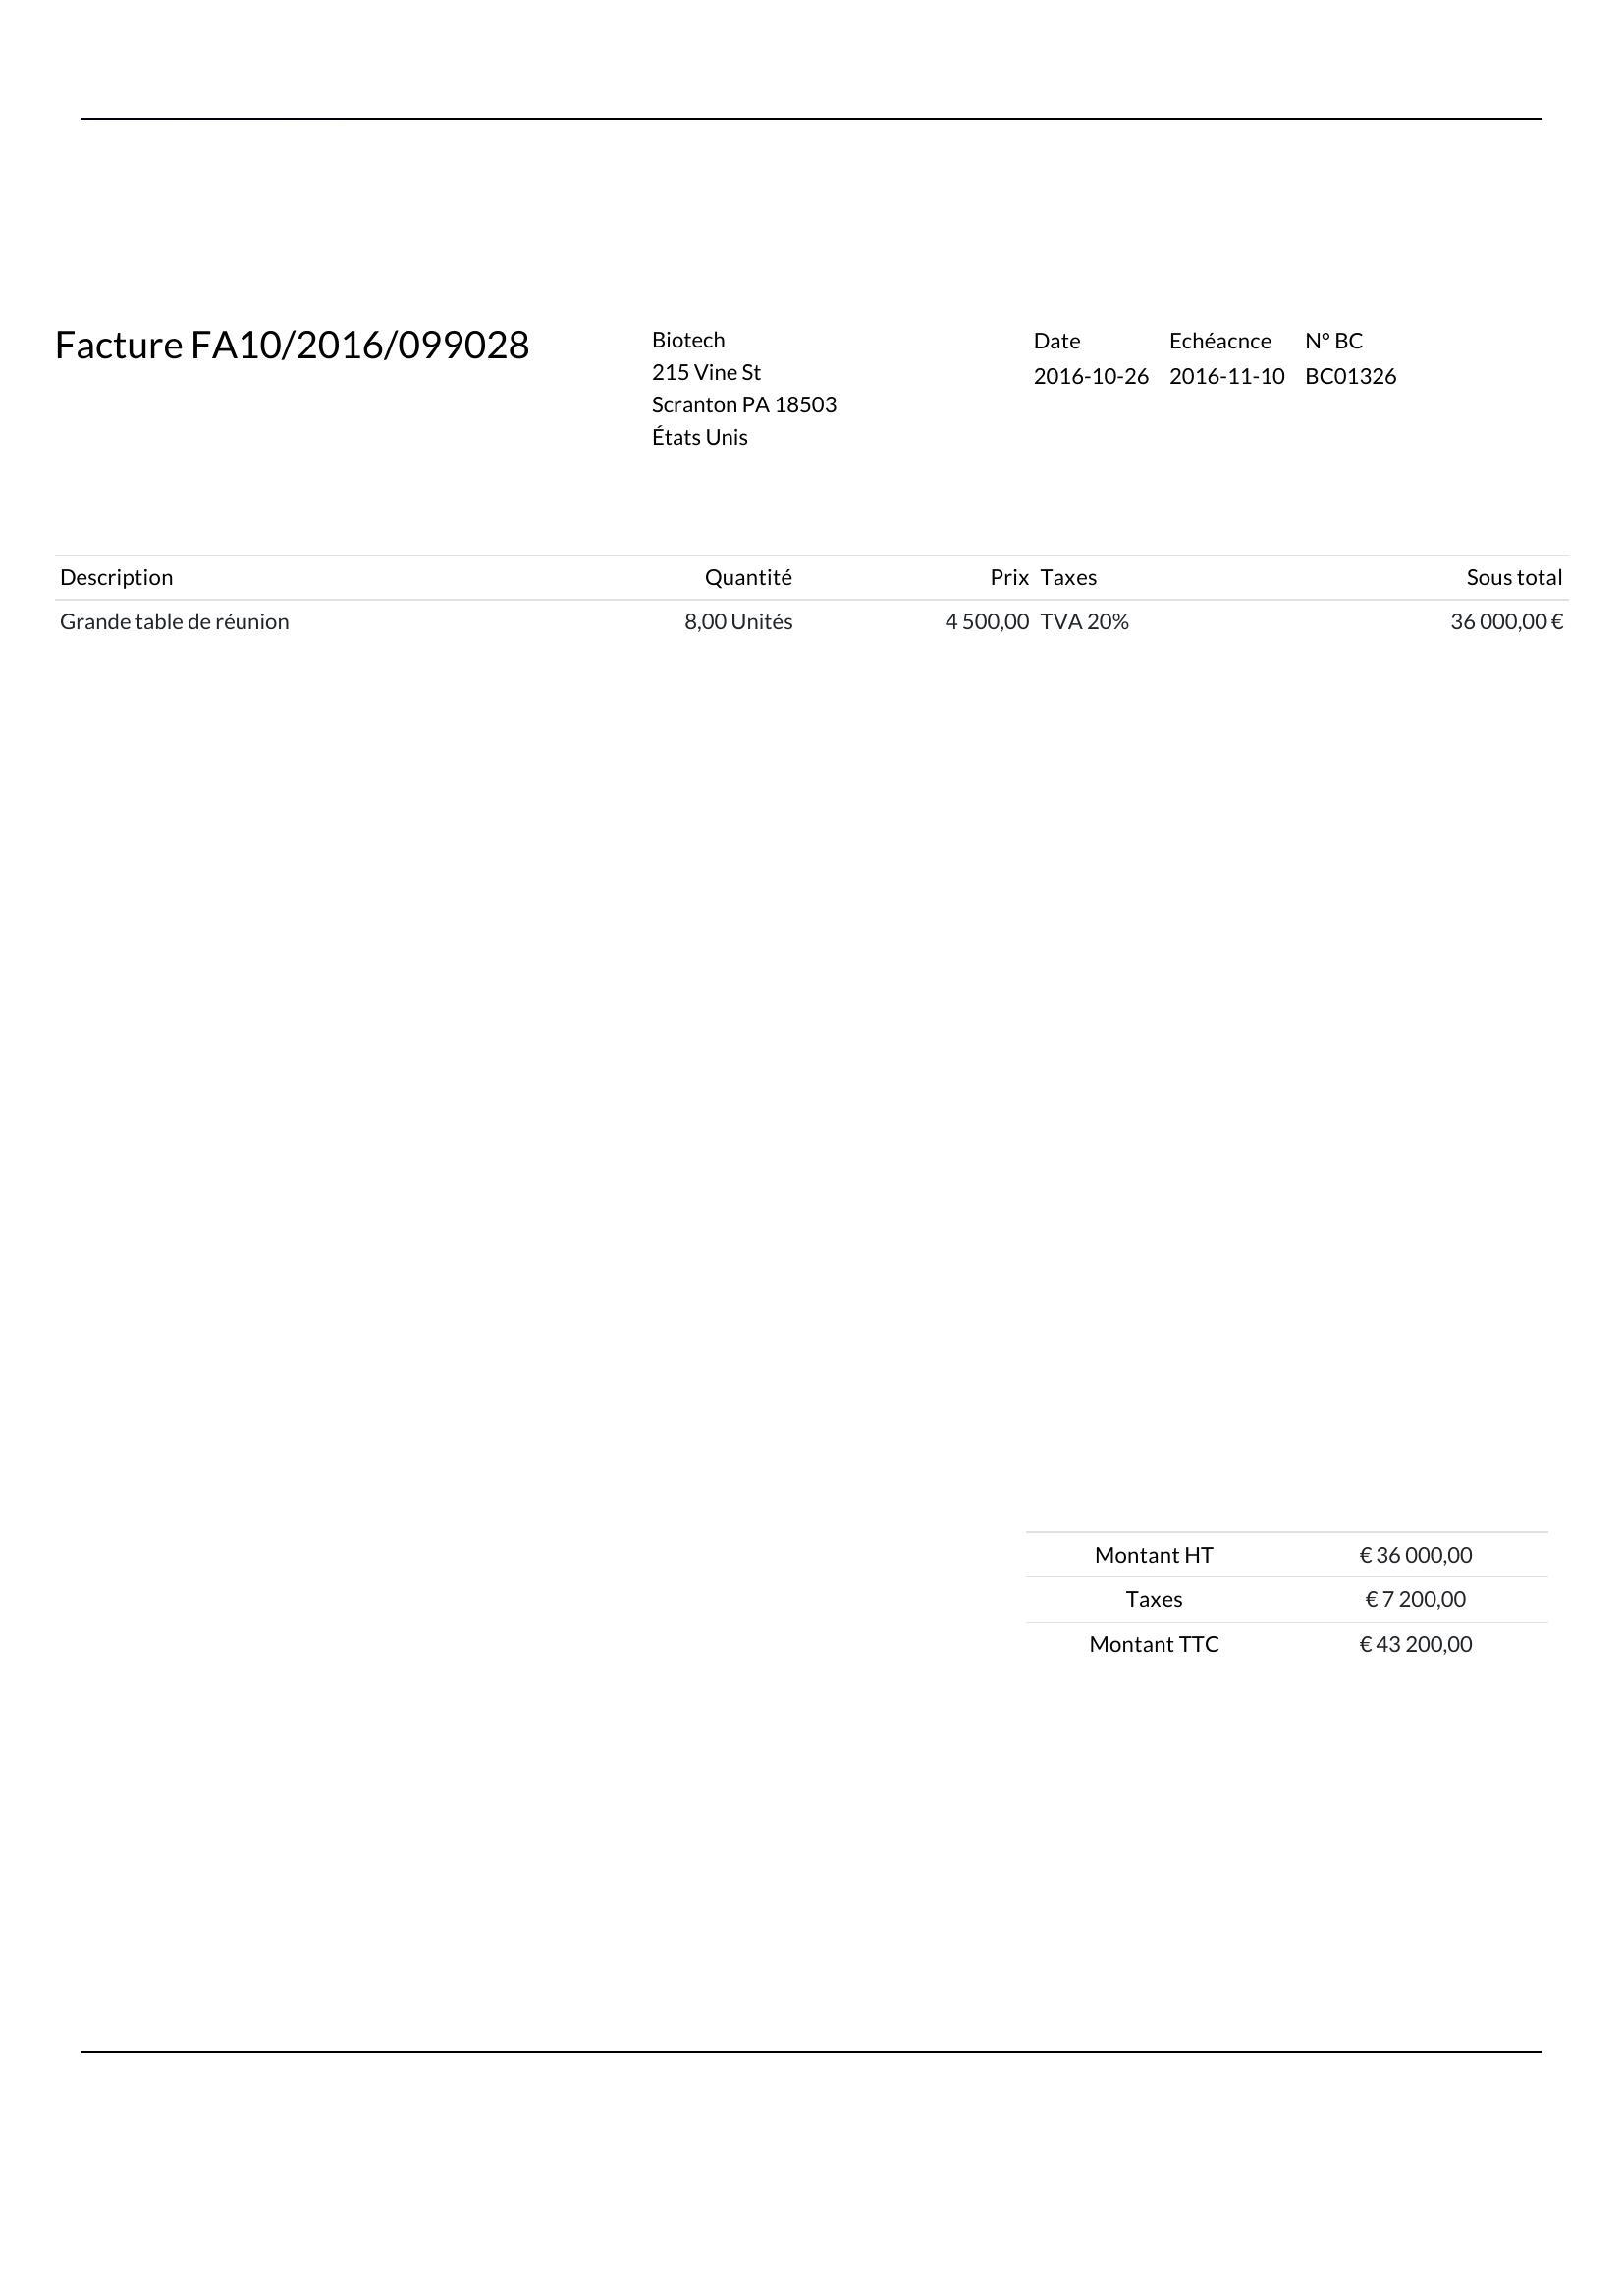 Facture FA10/2016/099028
Biotech
215 Vine St
Scranton PA 18503
États Unis
Date Echéacnce N° BC
2016-10-26 2016-11-10 BC01326
Description Quantité Prix Taxes Sous total
Grande table de réunion 8,00 Unités 4 500,00 TVA 20% 36 000,00 €
Montant HT € 36 000,00
Taxes € 7 200,00
Montant TTC € 43 200,00